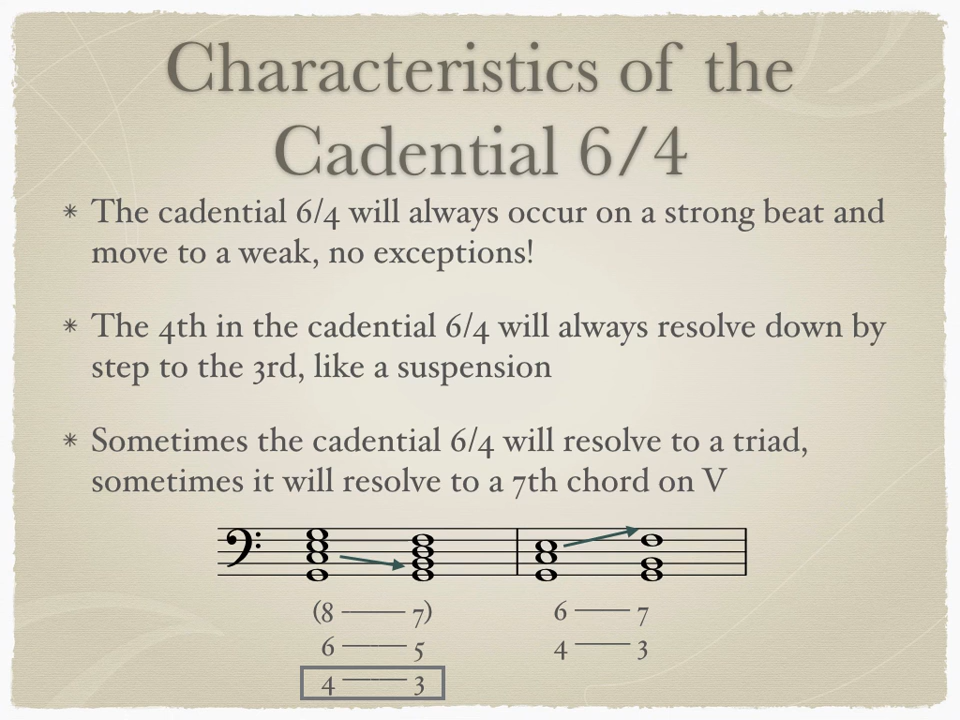 Characteristics of the
Cadential 6/4
* The cadential 6/4 will always occur on a strong beat and
move to a weak, no exceptions!
* The 4th in the cadential 6/4 will always resolve down by
step to the 3rd, like a suspension
* Sometimes the cadential 6/4 will resolve to a triad,
sometimes it will resolve to a 7th chord on V
(8 — 7) 6 — 7
6 — 5 4 — 3
4 — 3